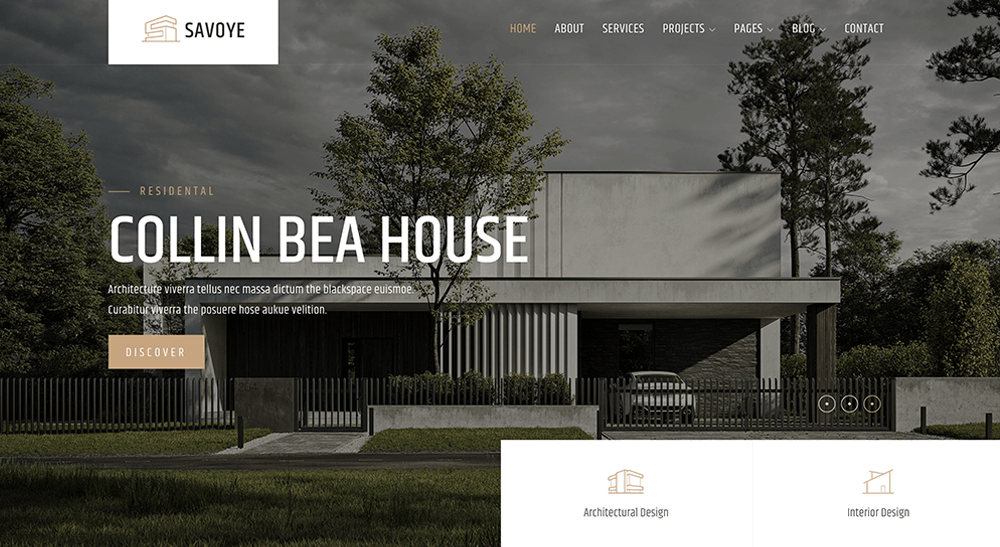 SAVOYE
HOME ABOUT SERVICES PROJECTS PAGES BLOG CONTACT
RESIDENTAL
COLLIN BEA HOUSE
Architecture viverra tellus nec massa dictum the blackspace euismoe.
Curabitur viverra the posuere hose aukue velition.
DISCOVER
Architectural Design
Interior Design